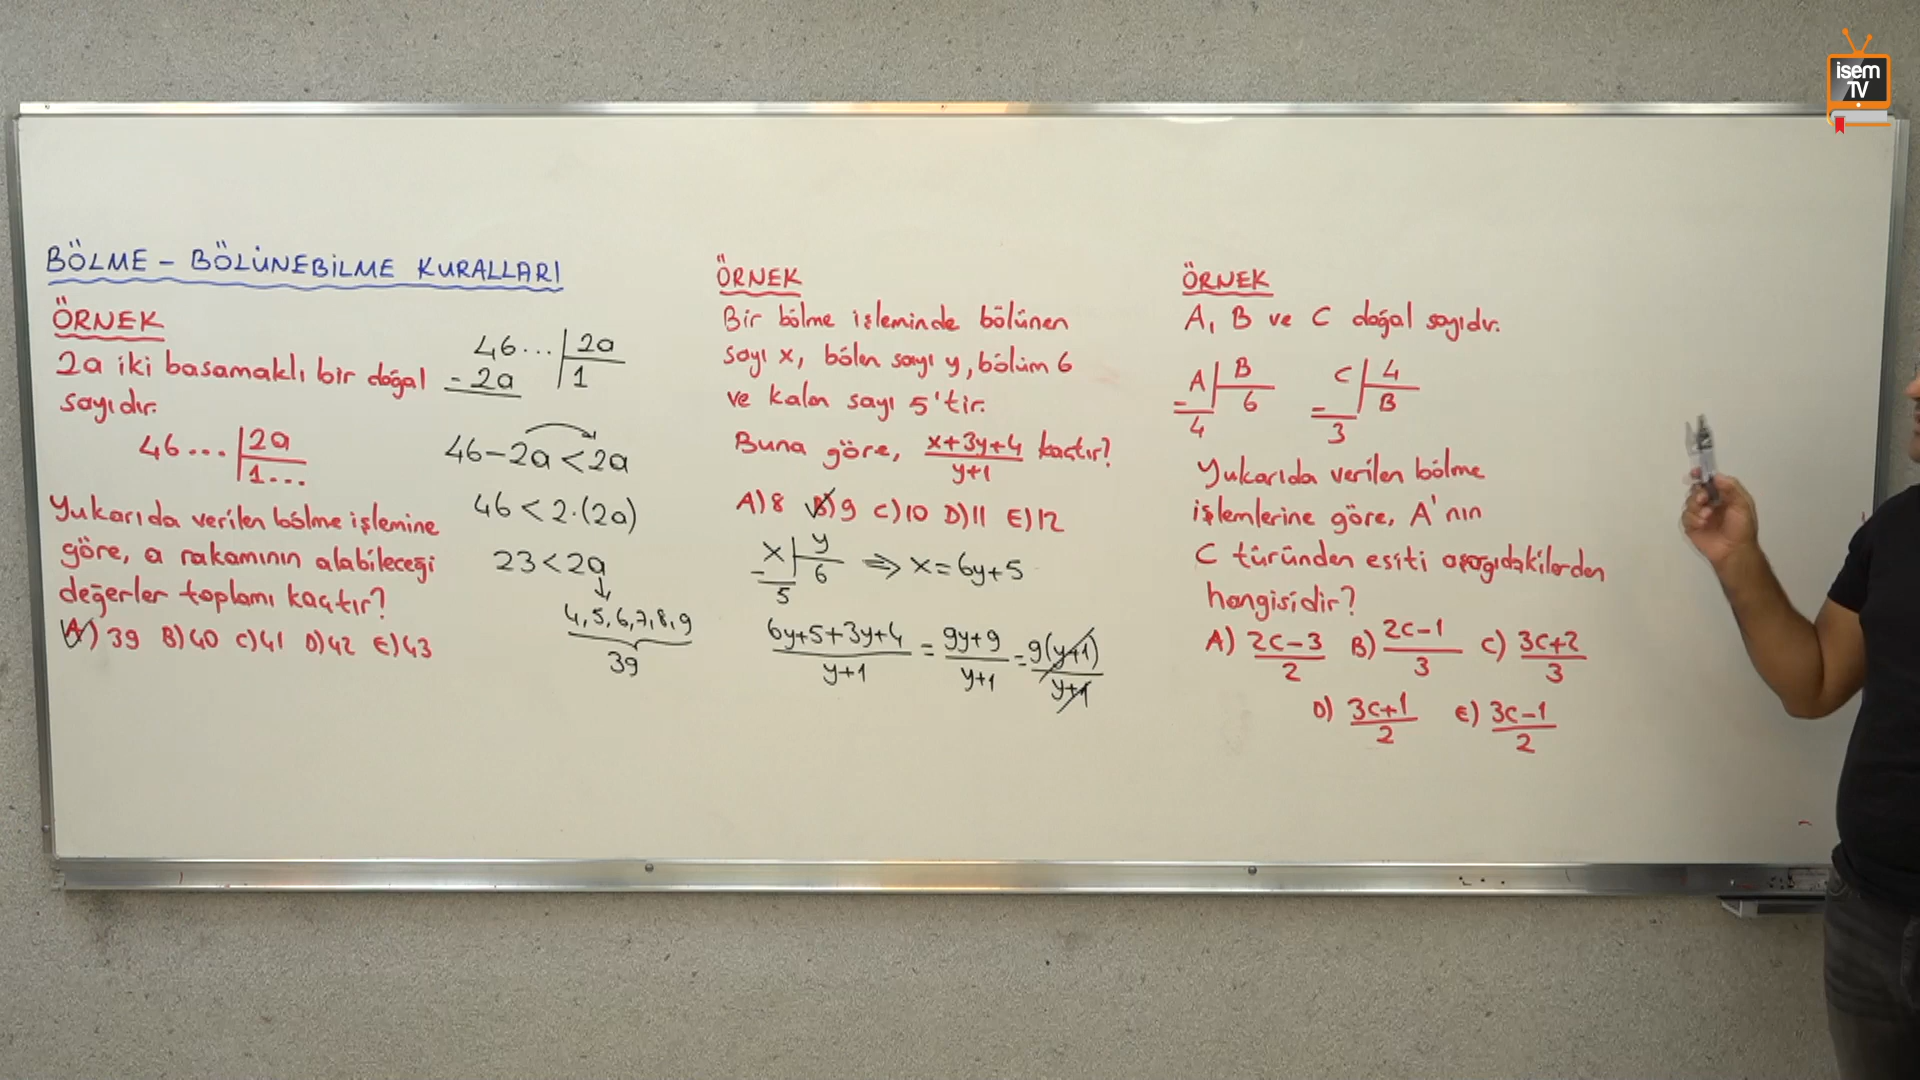 isem
TV
BÖLME – BÖLÜNEBİLME KURALLARI
ÖRNEK
2a iki basamaklı bir doğal
sayıdır.
46... | 2a
1...
Yukarıda verilen bölme işlemine
göre, a rakamının alabileceği
değerler toplamı kaçtır?
A) 39 B) 40 C) 41 D) 42 E) 43
46... | 2a
- 2a | 1
46 – 2a < 2a
46 < 2.(2a)
23 < 2a
4, 5, 6, 7, 8, 9
39
ÖRNEK
Bir bölme işleminde bölünen
sayı x, bölen sayı y, bölüm 6
ve kalan sayı 5'tir.
Buna göre, x+3y+4 / y+1 kaçtır?
A) 8 B) 9 C) 10 D) 11 E) 12
x | y
- | 6
5
⇒ x = 6y+5
6y+5+3y+4 / y+1 = 9y+9 / y+1 = 9(y+1) / y+1
ÖRNEK
A, B ve C doğal sayıdır.
A | B
- | 6
4
C | 4
- | B
3
Yukarıda verilen bölme
işlemlerine göre, A'nın
C türünden eşiti aşağıdakilerden
hangisidir?
A) 2C–3 / 2 B) 2C–1 / 3 C) 3C+2 / 3
D) 3C+1 / 2 E) 3C–1 / 2